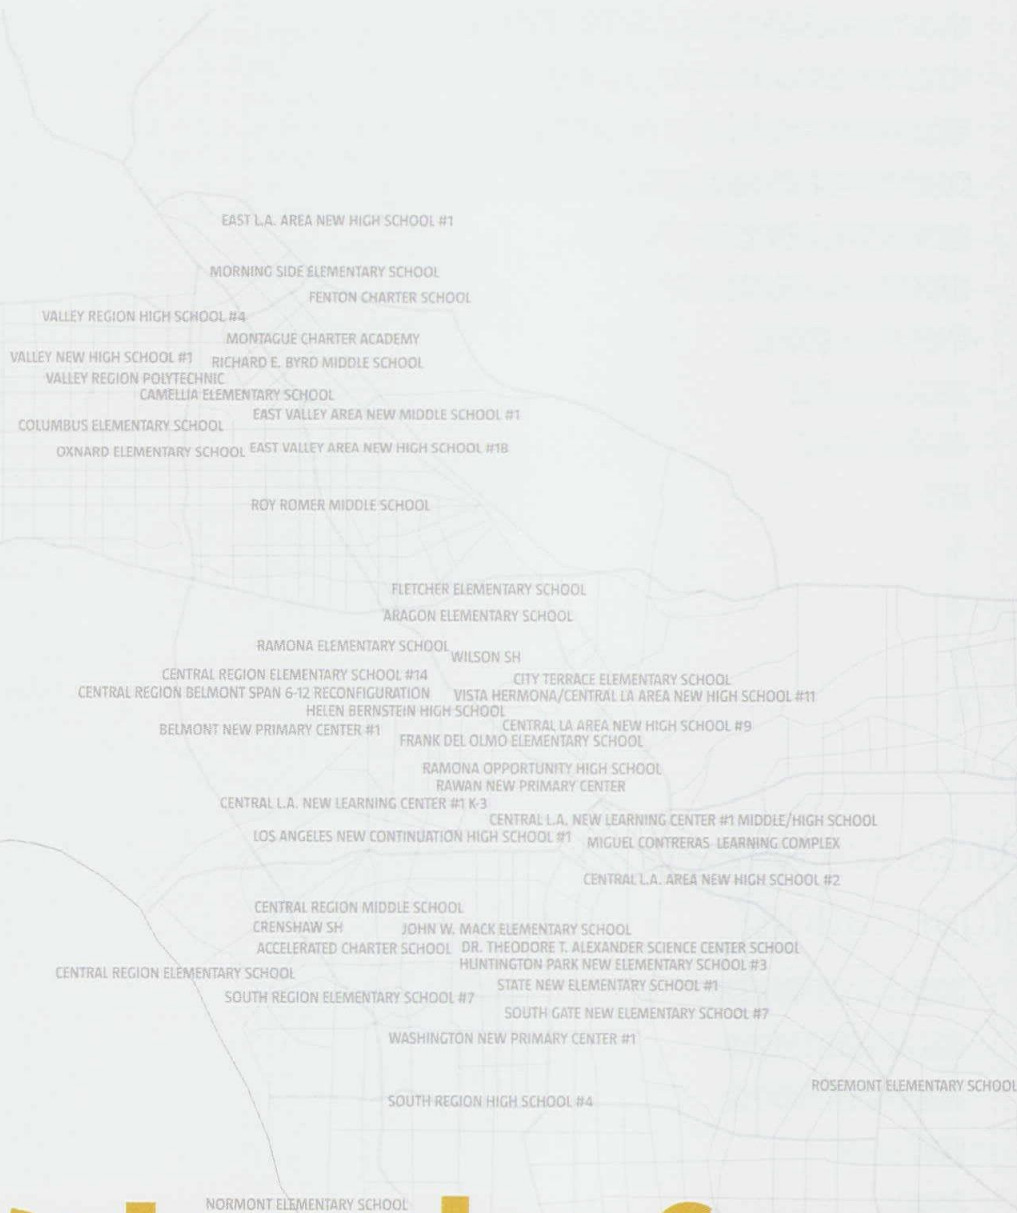 EAST L.A. AREA NEW HIGH SCHOOL #1
MORNING SIDE ELEMENTARY SCHOOL
FENTON CHARTER SCHOOL
VALLEY REGION HIGH SCHOOL #4
MONTAGUE CHARTER ACADEMY
VALLEY NEW HIGH SCHOOL #1
RICHARD E. BYRD MIDDLE SCHOOL
VALLEY REGION POLYTECHNIC
CAMELLIA ELEMENTARY SCHOOL
EAST VALLEY AREA NEW MIDDLE SCHOOL #1
COLUMBUS ELEMENTARY SCHOOL
OXNARD ELEMENTARY SCHOOL
EAST VALLEY AREA NEW HIGH SCHOOL #1B
ROY ROMER MIDDLE SCHOOL
FLETCHER ELEMENTARY SCHOOL
ARAGON ELEMENTARY SCHOOL
RAMONA ELEMENTARY SCHOOL
WILSON SH
CENTRAL REGION ELEMENTARY SCHOOL #14
CITY TERRACE ELEMENTARY SCHOOL
CENTRAL REGION BELMONT SPAN 6-12 RECONFIGURATION
VISTA HERMONA/CENTRAL LA AREA NEW HIGH SCHOOL #11
HELEN BERNSTEIN HIGH SCHOOL
BELMONT NEW PRIMARY CENTER #1
CENTRAL LA AREA NEW HIGH SCHOOL #9
FRANK DEL OLMO ELEMENTARY SCHOOL
RAMONA OPPORTUNITY HIGH SCHOOL
RAWAN NEW PRIMARY CENTER
CENTRAL L.A. NEW LEARNING CENTER #1 K-3
CENTRAL L.A. NEW LEARNING CENTER #1 MIDDLE/HIGH SCHOOL
LOS ANGELES NEW CONTINUATION HIGH SCHOOL #1
MIGUEL CONTRERAS LEARNING COMPLEX
CENTRAL L.A. AREA NEW HIGH SCHOOL #2
CENTRAL REGION MIDDLE SCHOOL
CRENSHAW SH
JOHN W. MACK ELEMENTARY SCHOOL
ACCELERATED CHARTER SCHOOL
DR. THEODORE T. ALEXANDER SCIENCE CENTER SCHOOL
HUNTINGTON PARK NEW ELEMENTARY SCHOOL #3
CENTRAL REGION ELEMENTARY SCHOOL
STATE NEW ELEMENTARY SCHOOL #1
SOUTH REGION ELEMENTARY SCHOOL #7
SOUTH GATE NEW ELEMENTARY SCHOOL #7
WASHINGTON NEW PRIMARY CENTER #1
ROSEMONT ELEMENTARY SCHOOL
SOUTH REGION HIGH SCHOOL #4
NORMONT ELEMENTARY SCHOOL